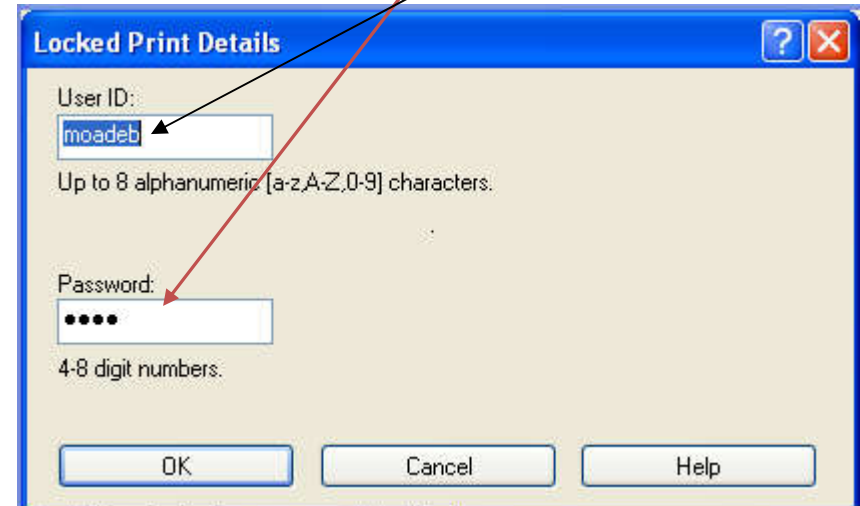 Locked Print Details
User ID:
moadeb
Up to 8 alphanumeric [a-z,A-Z,0-9] characters.
Password:
••••
4-8 digit numbers.
OK Cancel Help